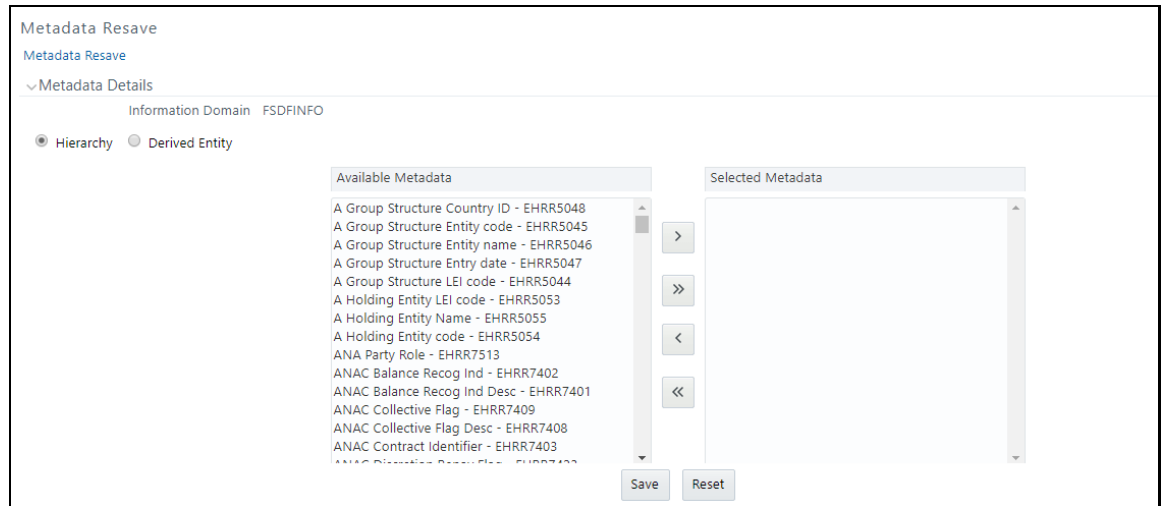 Metadata Resave
Metadata Resave
Metadata Details
Information Domain FSDFINFO
Hierarchy Derived Entity
Available Metadata Selected Metadata
A Group Structure Country ID - EHRR5048
A Group Structure Entity code - EHRR5045
A Group Structure Entity name - EHRR5046
A Group Structure Entry date - EHRR5047
A Group Structure LEI code - EHRR5044
A Holding Entity LEI code - EHRR5053
A Holding Entity Name - EHRR5055
A Holding Entity code - EHRR5054
ANA Party Role - EHRR7513
ANAC Balance Recog Ind - EHRR7402
ANAC Balance Recog Ind Desc - EHRR7401
ANAC Collective Flag - EHRR7409
ANAC Collective Flag Desc - EHRR7408
ANAC Contract Identifier - EHRR7403
Save Reset